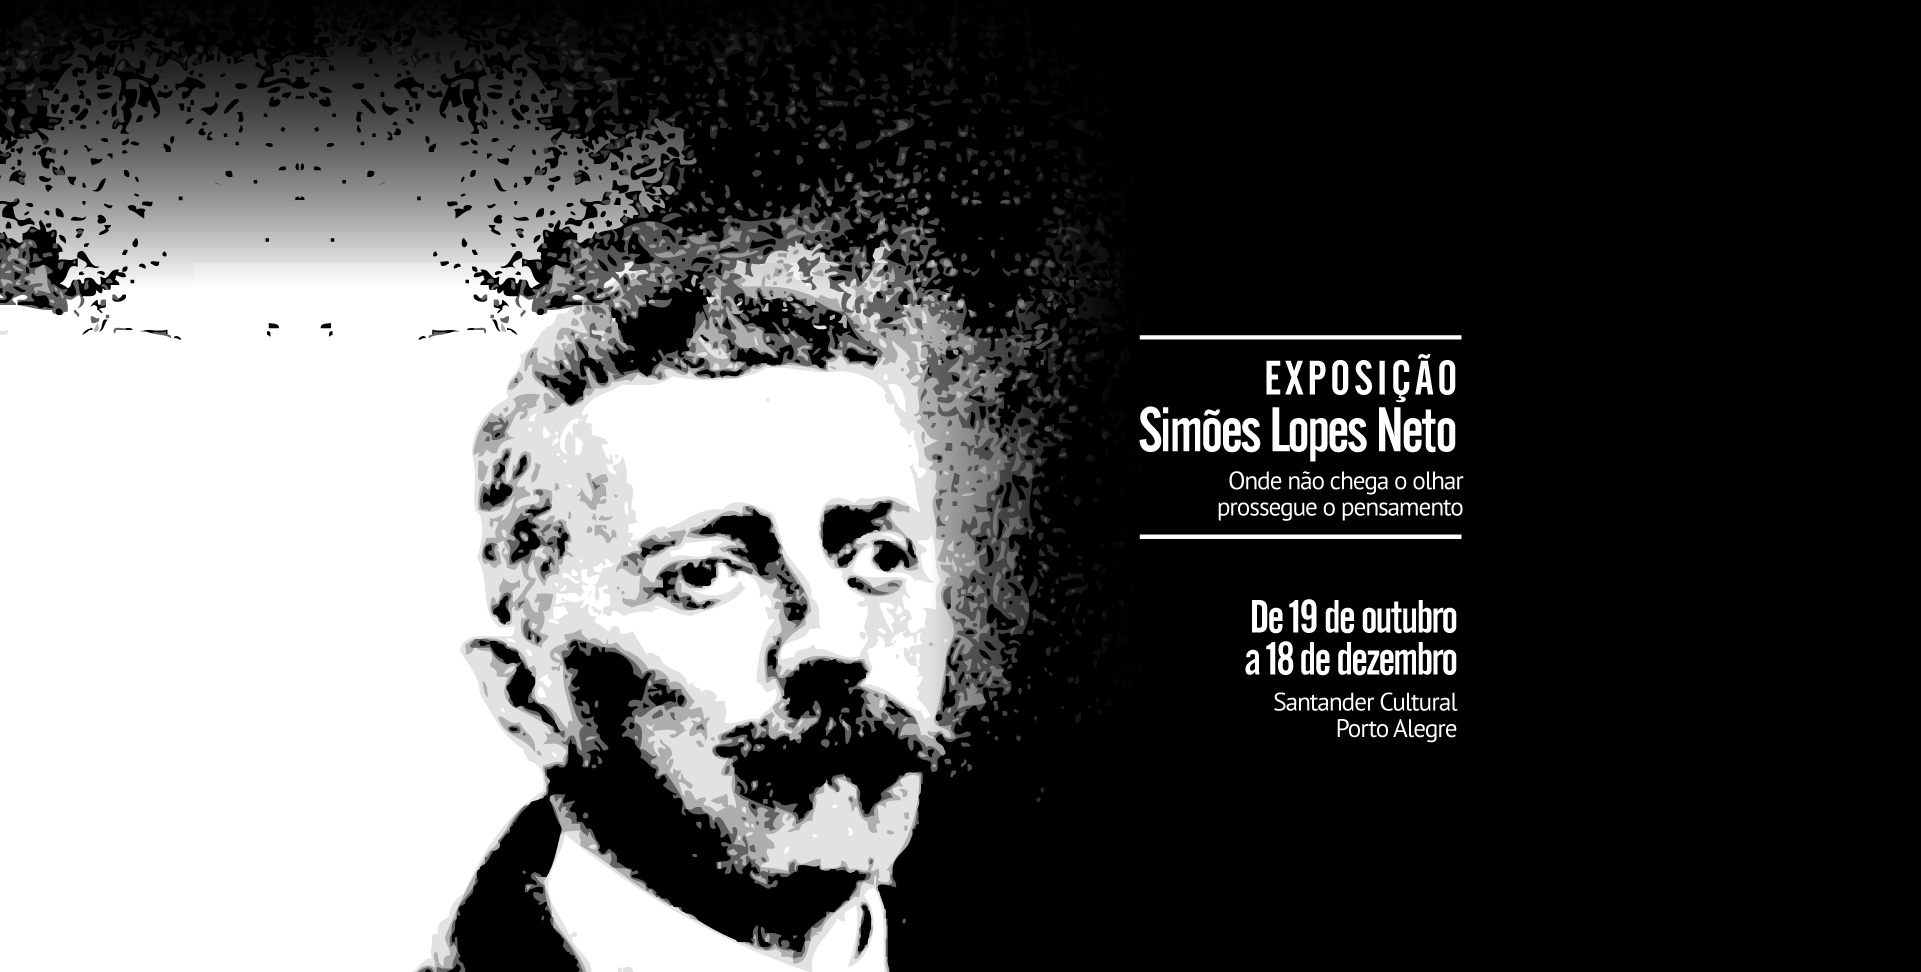 EXPOSIÇÃO
Simões Lopes Neto
Onde não chega o olhar
prossegue o pensamento
De 19 de outubro
a 18 de dezembro
Santander Cultural
Porto Alegre